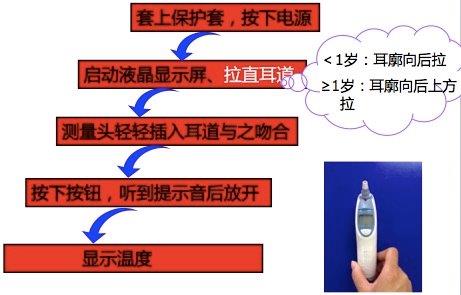 套上保护套，按下电源
启动液晶显示屏、拉直耳道
＜1岁：耳廓向后拉
≥1岁：耳廓向后上方
拉
测量头轻轻插入耳道与之吻合
按下按钮，听到提示音后放开
显示温度